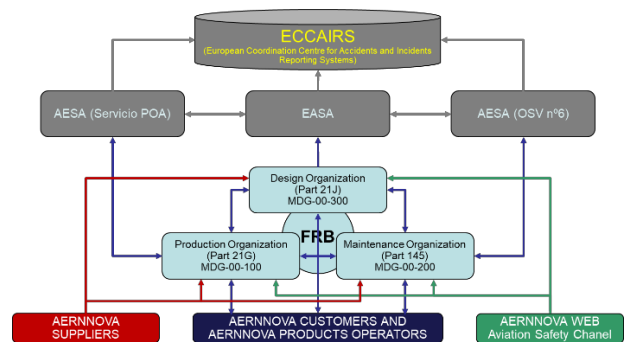 ECCAIRS
(European Coordination Centre for Accidents and Incidents
Reporting Systems)
AESA (Servicio POA)
EASA
AESA (OSV nº6)
Design Organization
(Part 21J)
MDG-00-300
FRB
Production Organization
(Part 21G)
MDG-00-100
Maintenance Organization
(Part 145)
MDG-00-200
AERNNOVA
SUPPLIERS
AERNNOVA CUSTOMERS AND
AERNNOVA PRODUCTS OPERATORS
AERNNOVA WEB
Aviation Safety Chanel